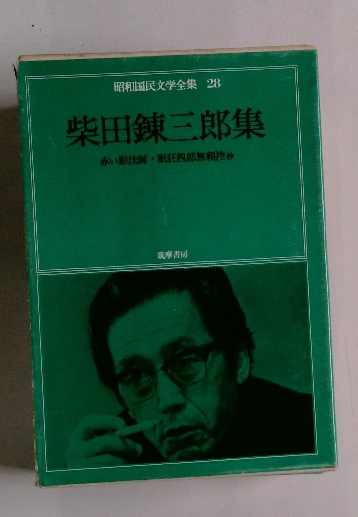 昭和国民文学全集 28
柴田錬三郎集
赤い影法師・眠狂四郎無頼控抄
筑摩書房